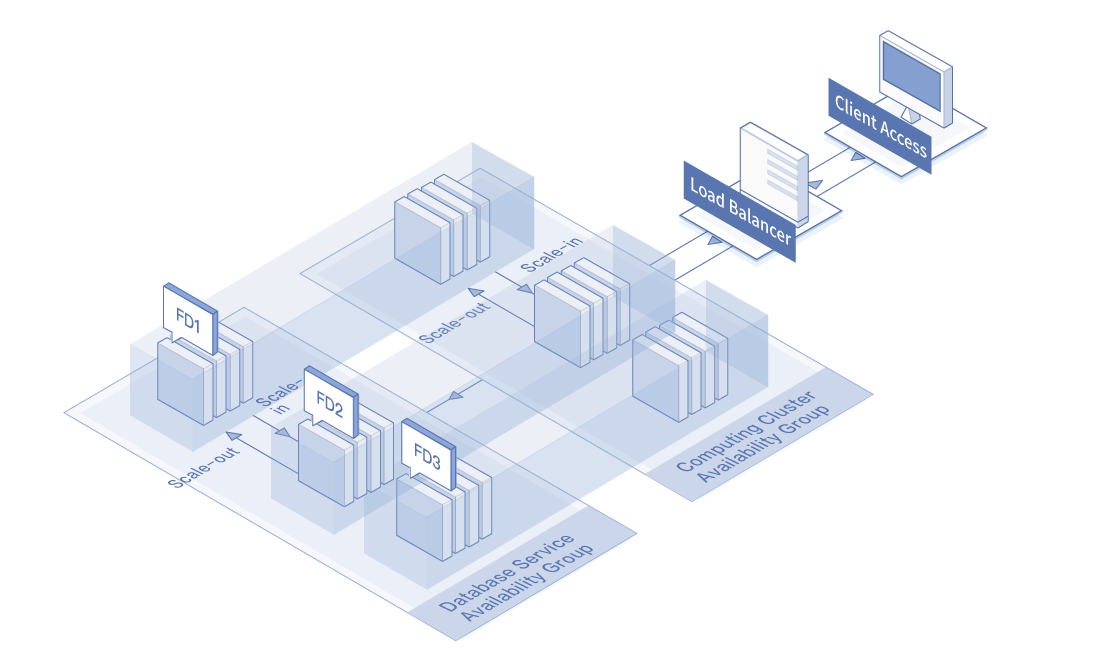 Client Access
Load Balancer
Scale-in
Scale-out
FD1
Scale-
in
FD2
Scale-out
FD3
Computing Cluster
Availability Group
Database Service
Availability Group